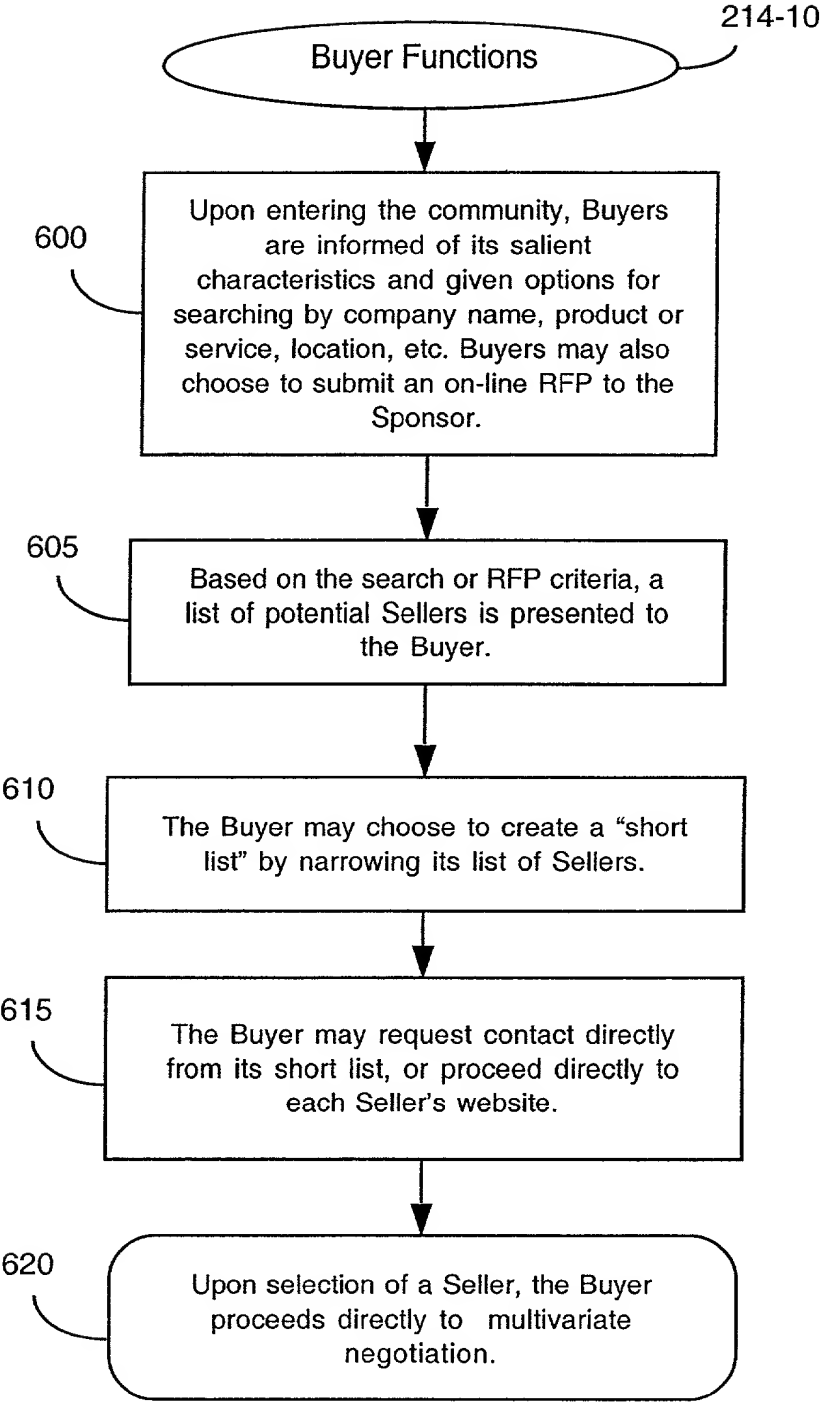 214-10
Buyer Functions
600
Upon entering the community, Buyers
are informed of its salient
characteristics and given options for
searching by company name, product or
service, location, etc. Buyers may also
choose to submit an on-line RFP to the
Sponsor.
605
Based on the search or RFP criteria, a
list of potential Sellers is presented to
the Buyer.
610
The Buyer may choose to create a “short
list” by narrowing its list of Sellers.
615
The Buyer may request contact directly
from its short list, or proceed directly to
each Seller’s website.
620
Upon selection of a Seller, the Buyer
proceeds directly to multivariate
negotiation.